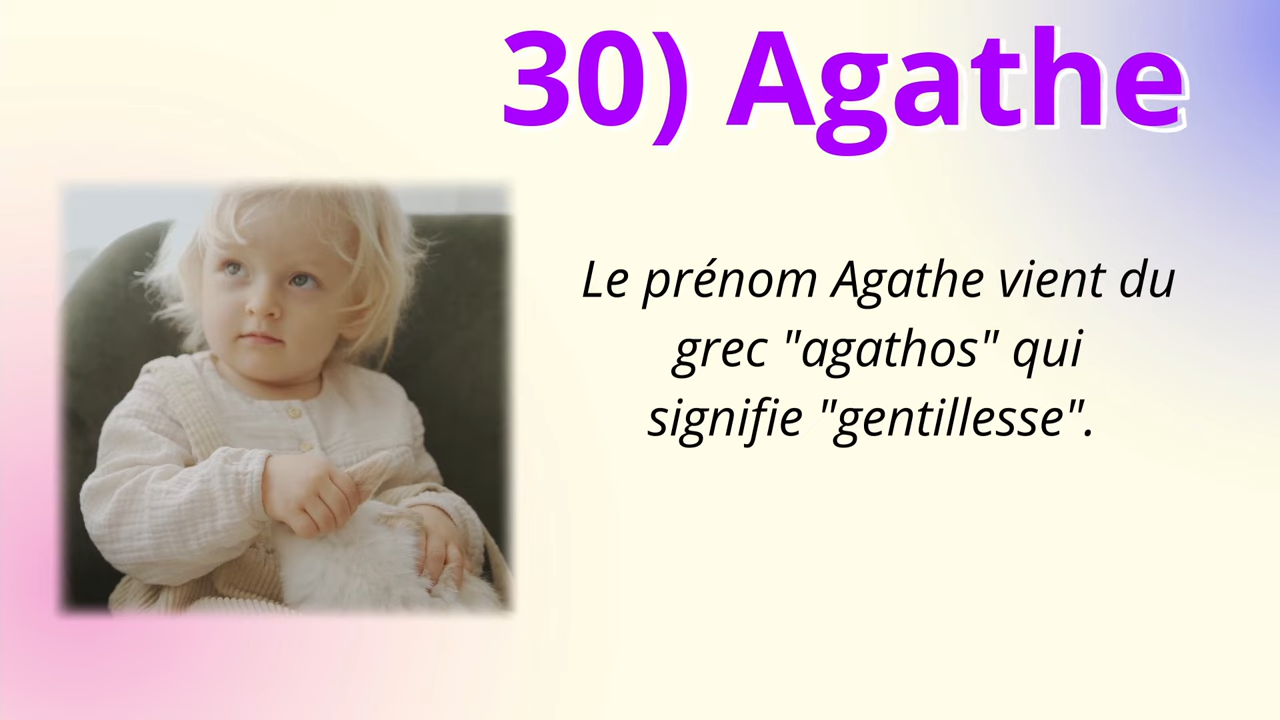 30) Agathe
Le prénom Agathe vient du
grec "agathos" qui
signifie "gentillesse".